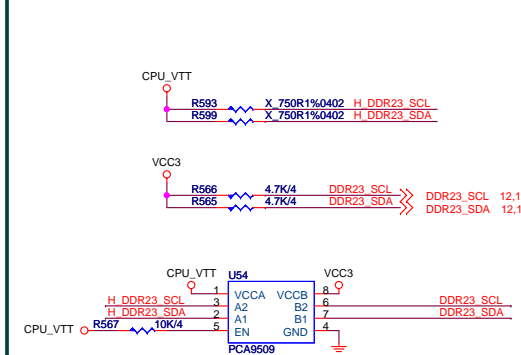 CPU_VTT
R593 X_750R1%0402 H_DDR23_SCL
R599 X_750R1%0402 H_DDR23_SDA
VCC3
R566 4.7K/4 DDR23_SCL DDR23_SCL 12,1
R565 4.7K/4 DDR23_SDA DDR23_SDA 12,1
CPU_VTT U54 VCC3
1 VCCA VCCB 8
H_DDR23_SCL 3 A2 B2 6 DDR23_SCL
H_DDR23_SDA 2 A1 B1 7 DDR23_SDA
CPU_VTT R567 10K/4 5 EN GND 4
PCA9509